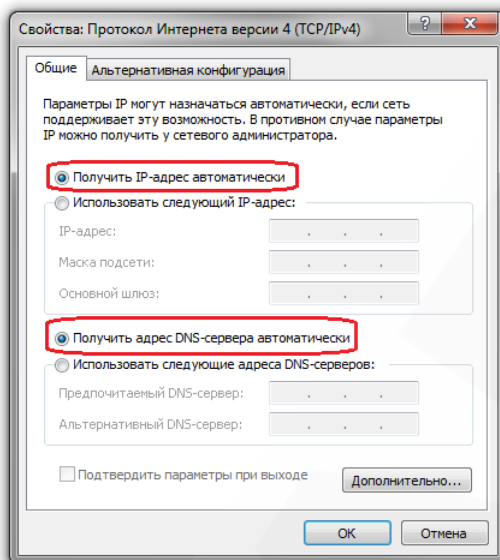 Свойства: Протокол Интернета версии 4 (TCP/IPv4)
Общие
Альтернативная конфигурация
Параметры IP могут назначаться автоматически, если сеть
поддерживает эту возможность. В противном случае параметры
IP можно получить у сетевого администратора.
Получить IP-адрес автоматически
Использовать следующий IP-адрес:
IP-адрес:
Маска подсети:
Основной шлюз:
Получить адрес DNS-сервера автоматически
Использовать следующие адреса DNS-серверов:
Предпочитаемый DNS-сервер:
Альтернативный DNS-сервер:
Подтвердить параметры при выходе
Дополнительно...
ОК
Отмена